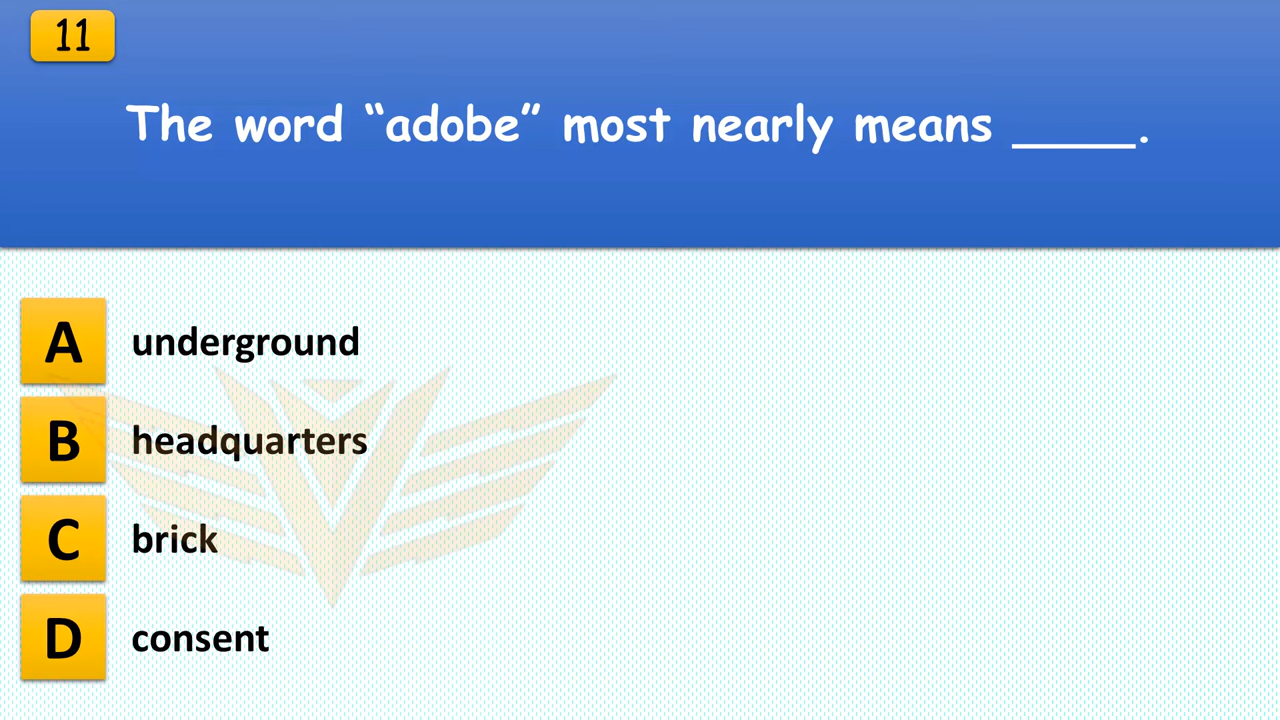 11
The word “adobe” most nearly means _____.
A underground
B headquarters
C brick
D consent